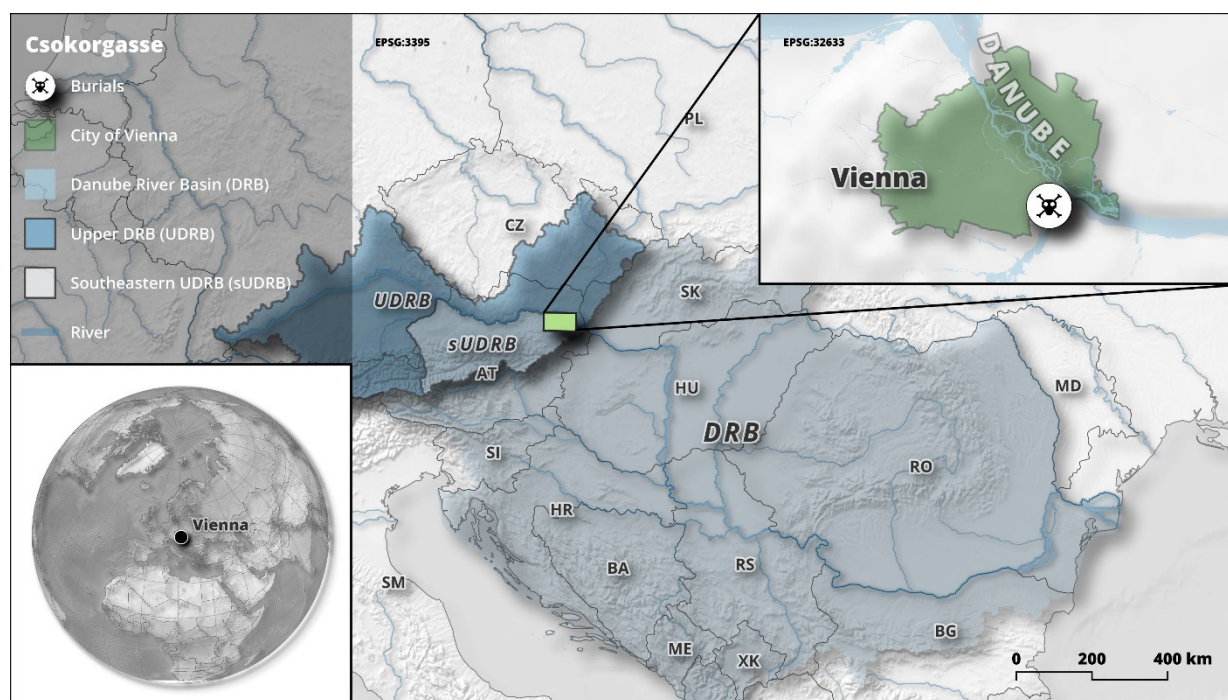 Csokorgasse
Burials
City of Vienna
Danube River Basin (DRB)
Upper DRB (UDRB)
Southeastern UDRB (sUDRB)
River
EPSG:3395
EPSG:32633
DANUBE
Vienna
PL
CZ
UDRB
SK
sUDRB
AT
HU
MD
DRB
SI
RO
HR
BA
RS
SM
BG
ME
XK
Vienna
0 200 400 km